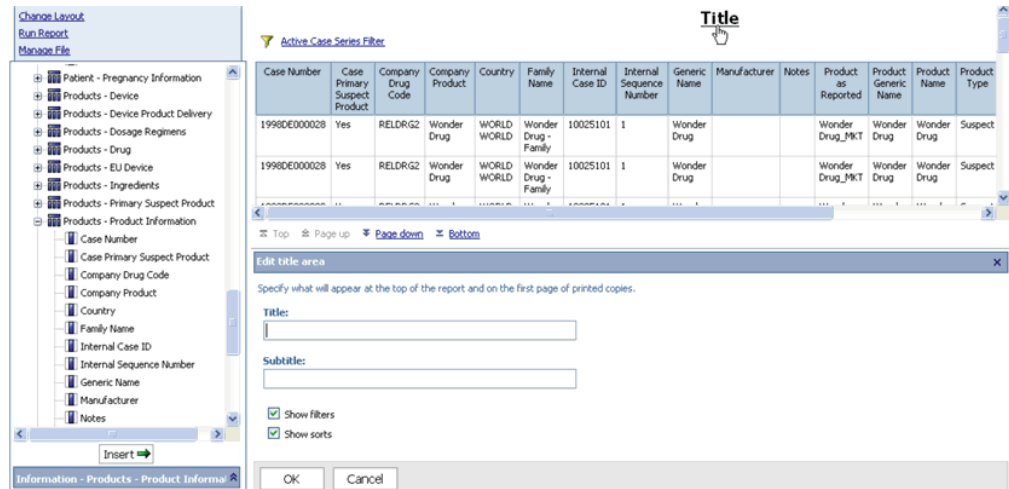 Change Layout
Run Report
Manage File
Patient - Pregnancy Information
Products - Device
Products - Device Product Delivery
Products - Dosage Regimens
Products - Drug
Products - EU Device
Products - Ingredients
Products - Primary Suspect Product
Products - Product Information
Case Number
Case Primary Suspect Product
Company Drug Code
Company Product
Country
Family Name
Internal Case ID
Internal Sequence Number
Generic Name
Manufacturer
Notes
Insert
Information - Products - Product Informa
Title
Active Case Series Filter
Case Number Case Primary Suspect Product Company Drug Code Company Product Country Family Name Internal Case ID Internal Sequence Number Generic Name Manufacturer Notes Product as Reported Product Generic Name Product Name Product Type
1998DE000028 Yes RELDRG2 Wonder Drug WORLD WORLD Wonder Drug - Family 10025101 1 Wonder Drug Wonder Drug_MKT Wonder Drug Wonder Drug Suspect
1998DE000028 Yes RELDRG2 Wonder Drug WORLD WORLD Wonder Drug - Family 10025101 1 Wonder Drug Wonder Drug_MKT Wonder Drug Wonder Drug Suspect
Top Page up Page down Bottom
Edit title area
Specify what will appear at the top of the report and on the first page of printed copies.
Title:
Subtitle:
Show filters
Show sorts
OK Cancel